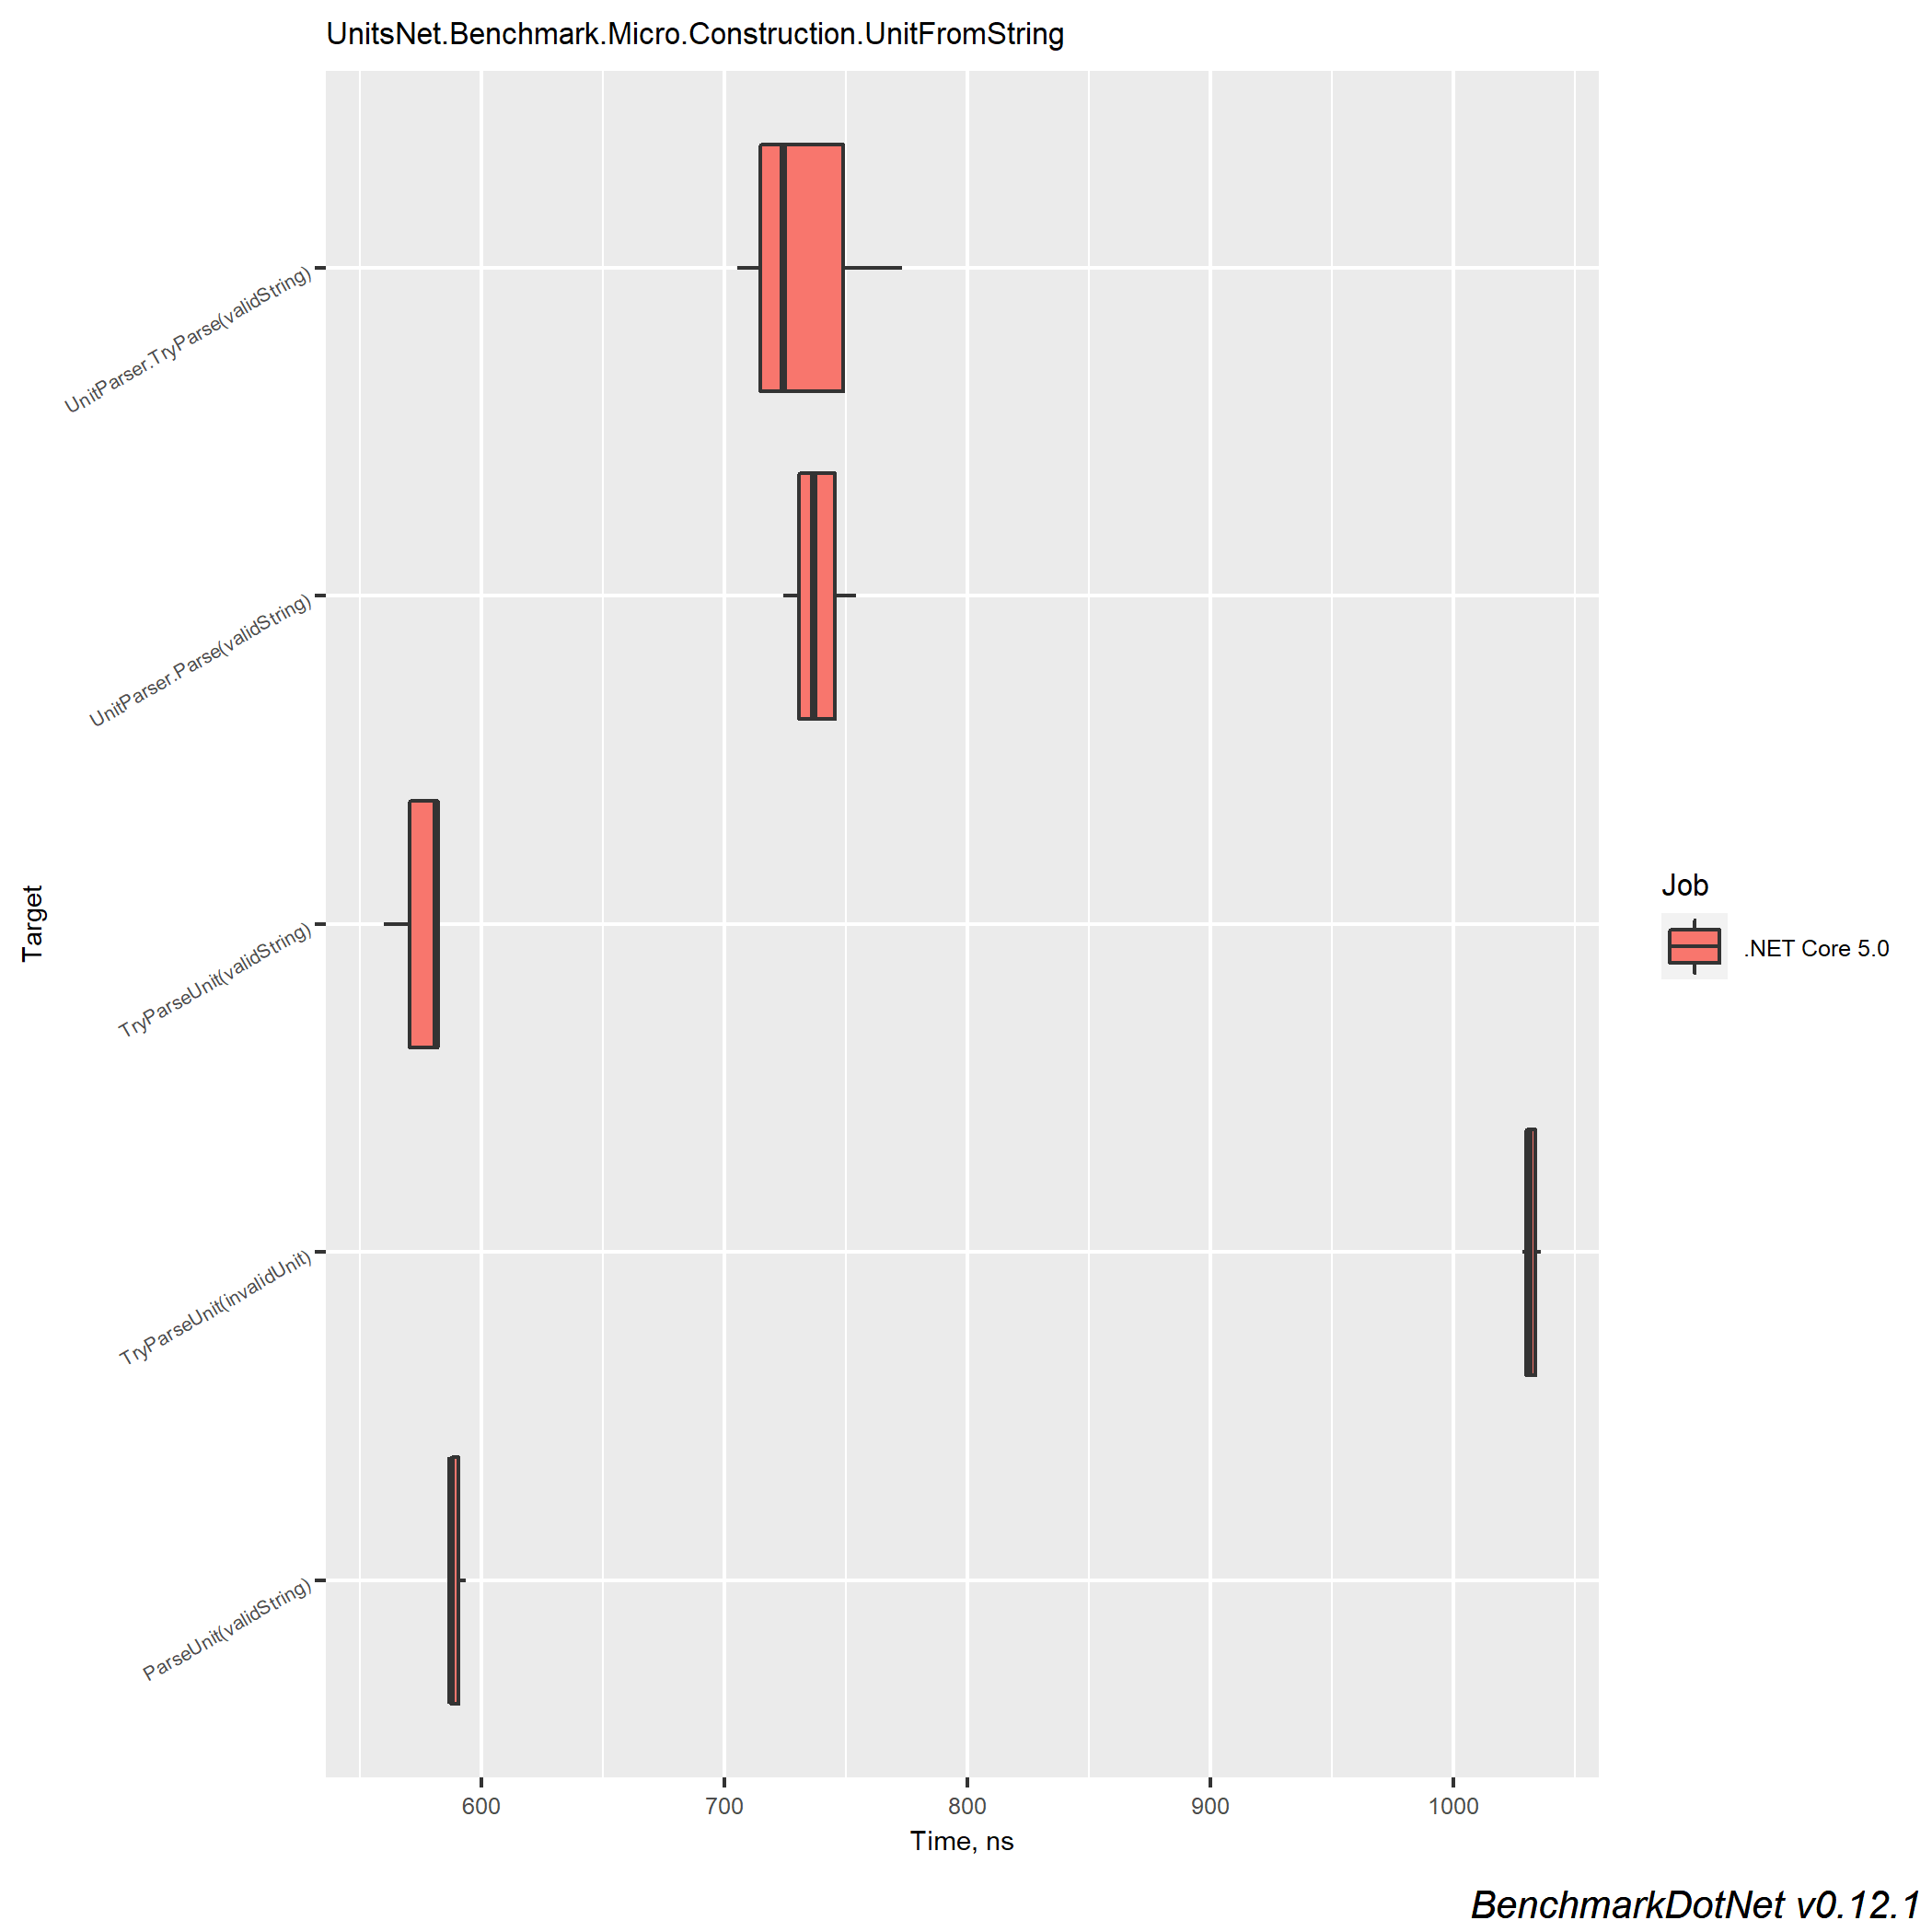 UnitsNet.Benchmark.Micro.Construction.UnitFromString
UnitParser.TryParse(validString)
UnitParser.Parse(validString)
TryParseUnit(validString)
TryParseUnit(invalidUnit)
ParseUnit(validString)
Target
600 700 800 900 1000
Time, ns
Job
.NET Core 5.0
BenchmarkDotNet v0.12.1